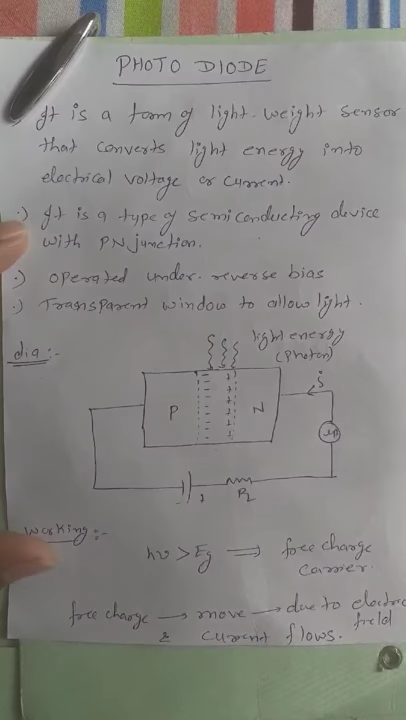 PHOTO DIODE
It is a form of light-weight sensor
that converts light energy into
electrical voltage or current.
.) It is a type of semiconducting device
with PN junction.
.) operated under reverse bias
.) Transparent window to allow light.
light energy
(Photon)
dia :-
P
N
i
RL
Working :-
hν > Eg ⟹ free charge
carrier.
free charge → move → due to electric
field
& current flows.